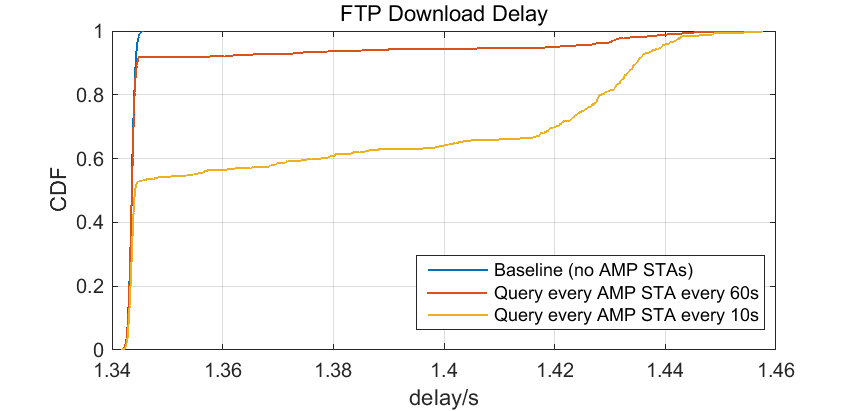 FTP Download Delay
1
0.8
0.6
0.4
0.2
0
CDF
Baseline (no AMP STAs)
Query every AMP STA every 60s
Query every AMP STA every 10s
1.34 1.36 1.38 1.4 1.42 1.44 1.46
delay/s